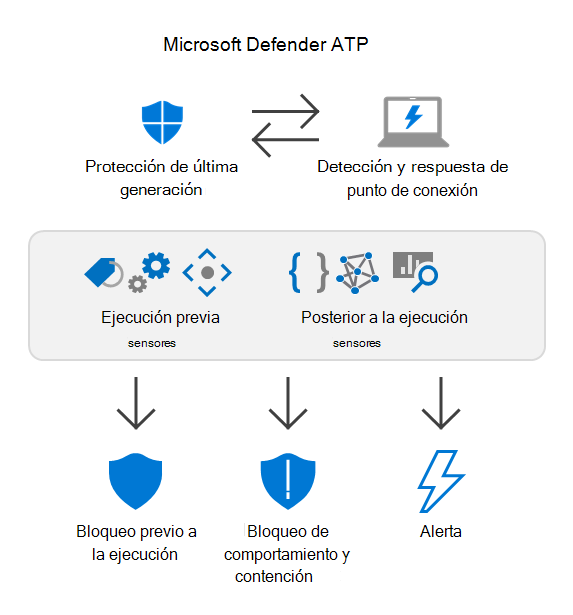 Microsoft Defender ATP
Protección de última
generación
Detección y respuesta de
punto de conexión
Ejecución previa
sensores
Posterior a la ejecución
sensores
Bloqueo previo a
la ejecución
Bloqueo de
comportamiento y
contención
Alerta